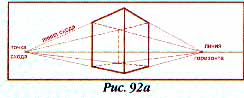 линия схода
точка
схода
линия
горизонта
Рис. 92а